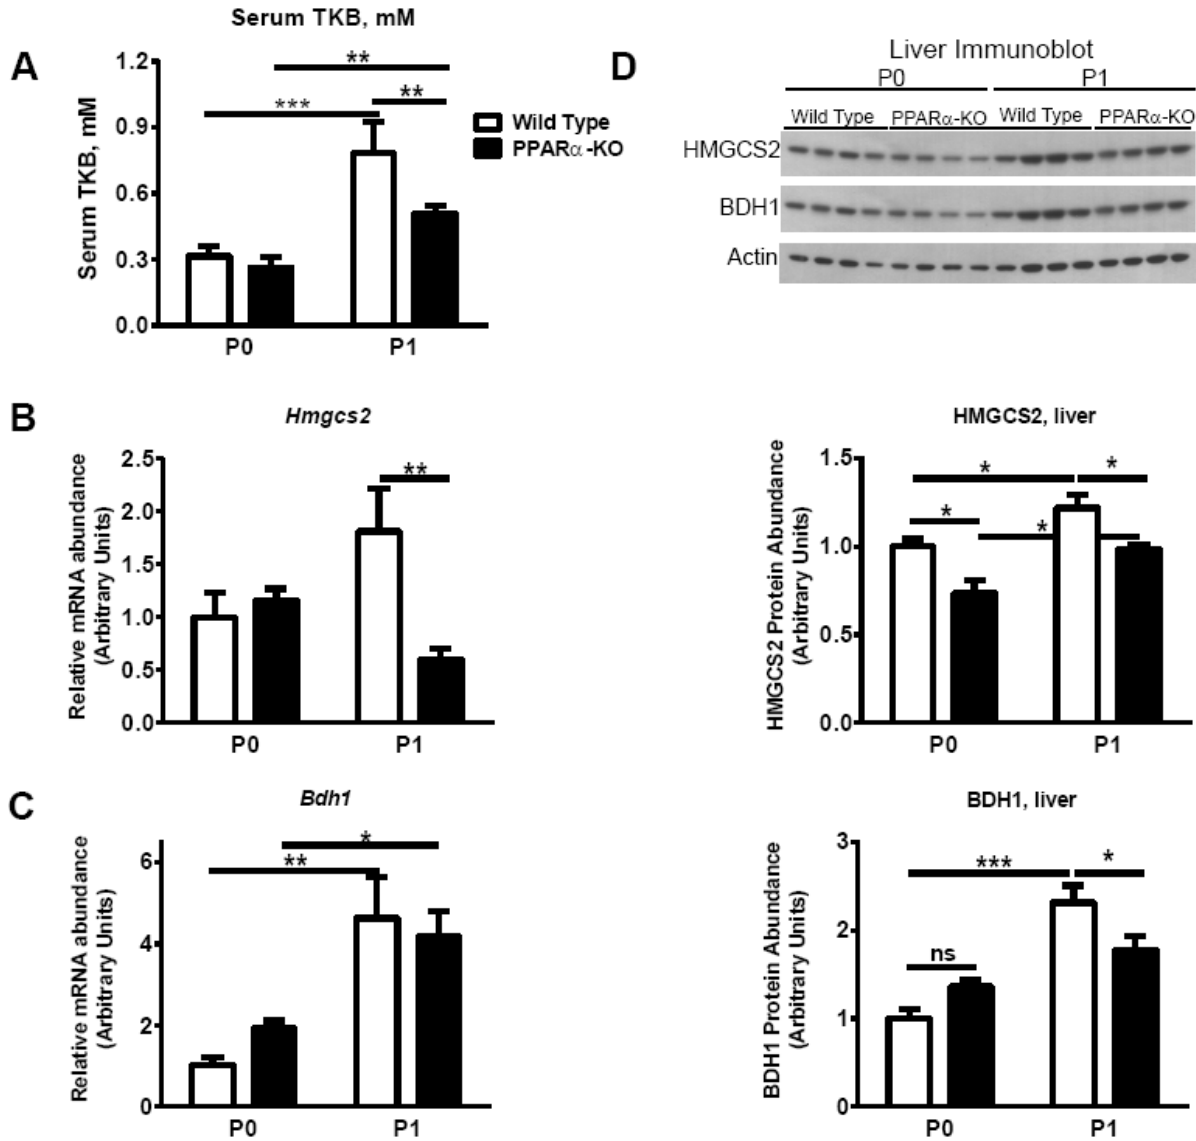 Serum TKB, mM
A
Serum TKB, mM
1.2
0.9
0.6
0.3
0.0
**
***
**
Wild Type
PPARα-KO
P0
P1
D
Liver Immunoblot
P0
P1
Wild Type
PPARα-KO
Wild Type
PPARα-KO
HMGCS2
BDH1
Actin
B
Hmgcs2
Relative mRNA abundance
(Arbitrary Units)
2.5
2.0
1.5
1.0
0.5
0.0
**
P0
P1
HMGCS2, liver
HMGCS2 Protein Abundance
(Arbitrary Units)
1.5
1.0
0.5
0.0
*
*
*
*
P0
P1
C
Bdh1
Relative mRNA abundance
(Arbitrary Units)
6
4
2
0
*
**
P0
P1
BDH1, liver
BDH1 Protein Abundance
(Arbitrary Units)
3
2
1
0
***
*
ns
P0
P1